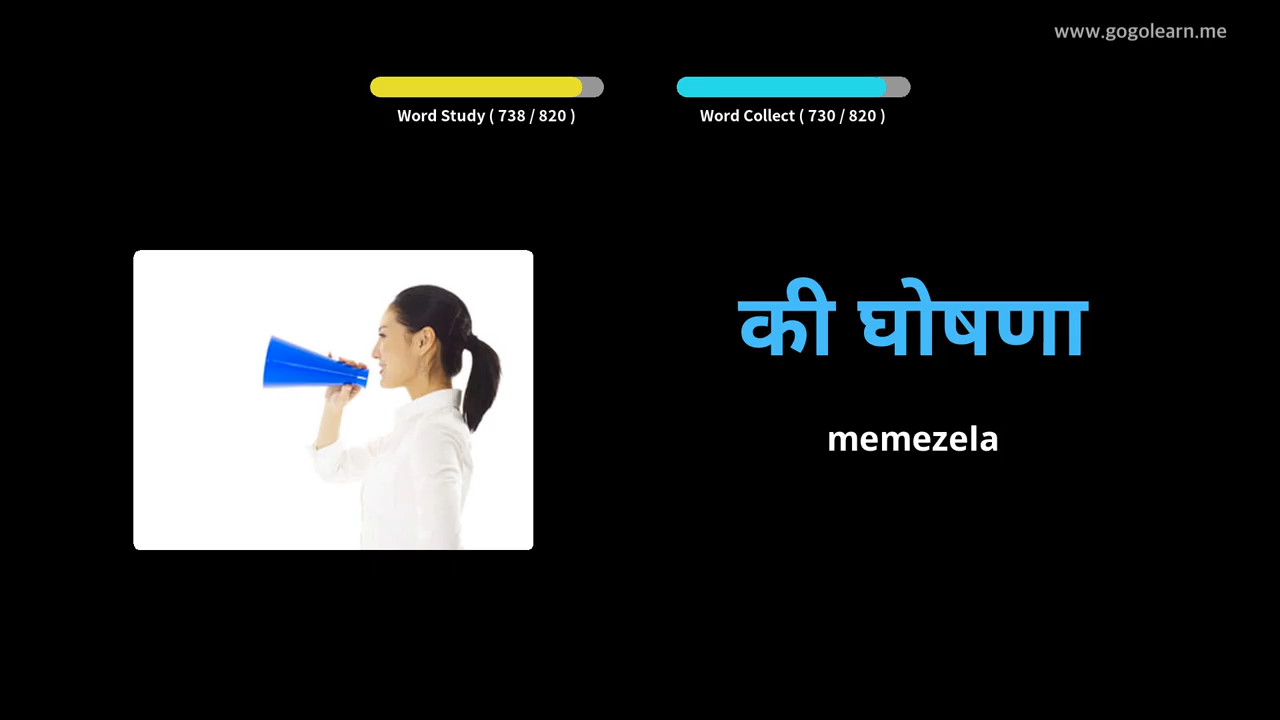 www.gogolearn.me
Word Study ( 738 / 820 )
Word Collect ( 730 / 820 )
की घोषणा
memezela